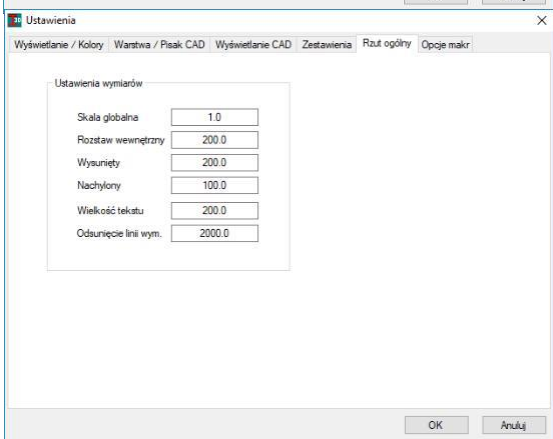 3D Ustawienia
Wyświetlanie / Kolory Warstwa / Pisak CAD Wyświetlanie CAD Zestawienia Rzut ogólny Opcje makr
Ustawienia wymiarów
Skala globalna 1.0
Rozstaw wewnętrzny 200.0
Wysunięty 200.0
Nachylony 100.0
Wielkość tekstu 200.0
Odsunięcie linii wym. 2000.0
OK Anuluj